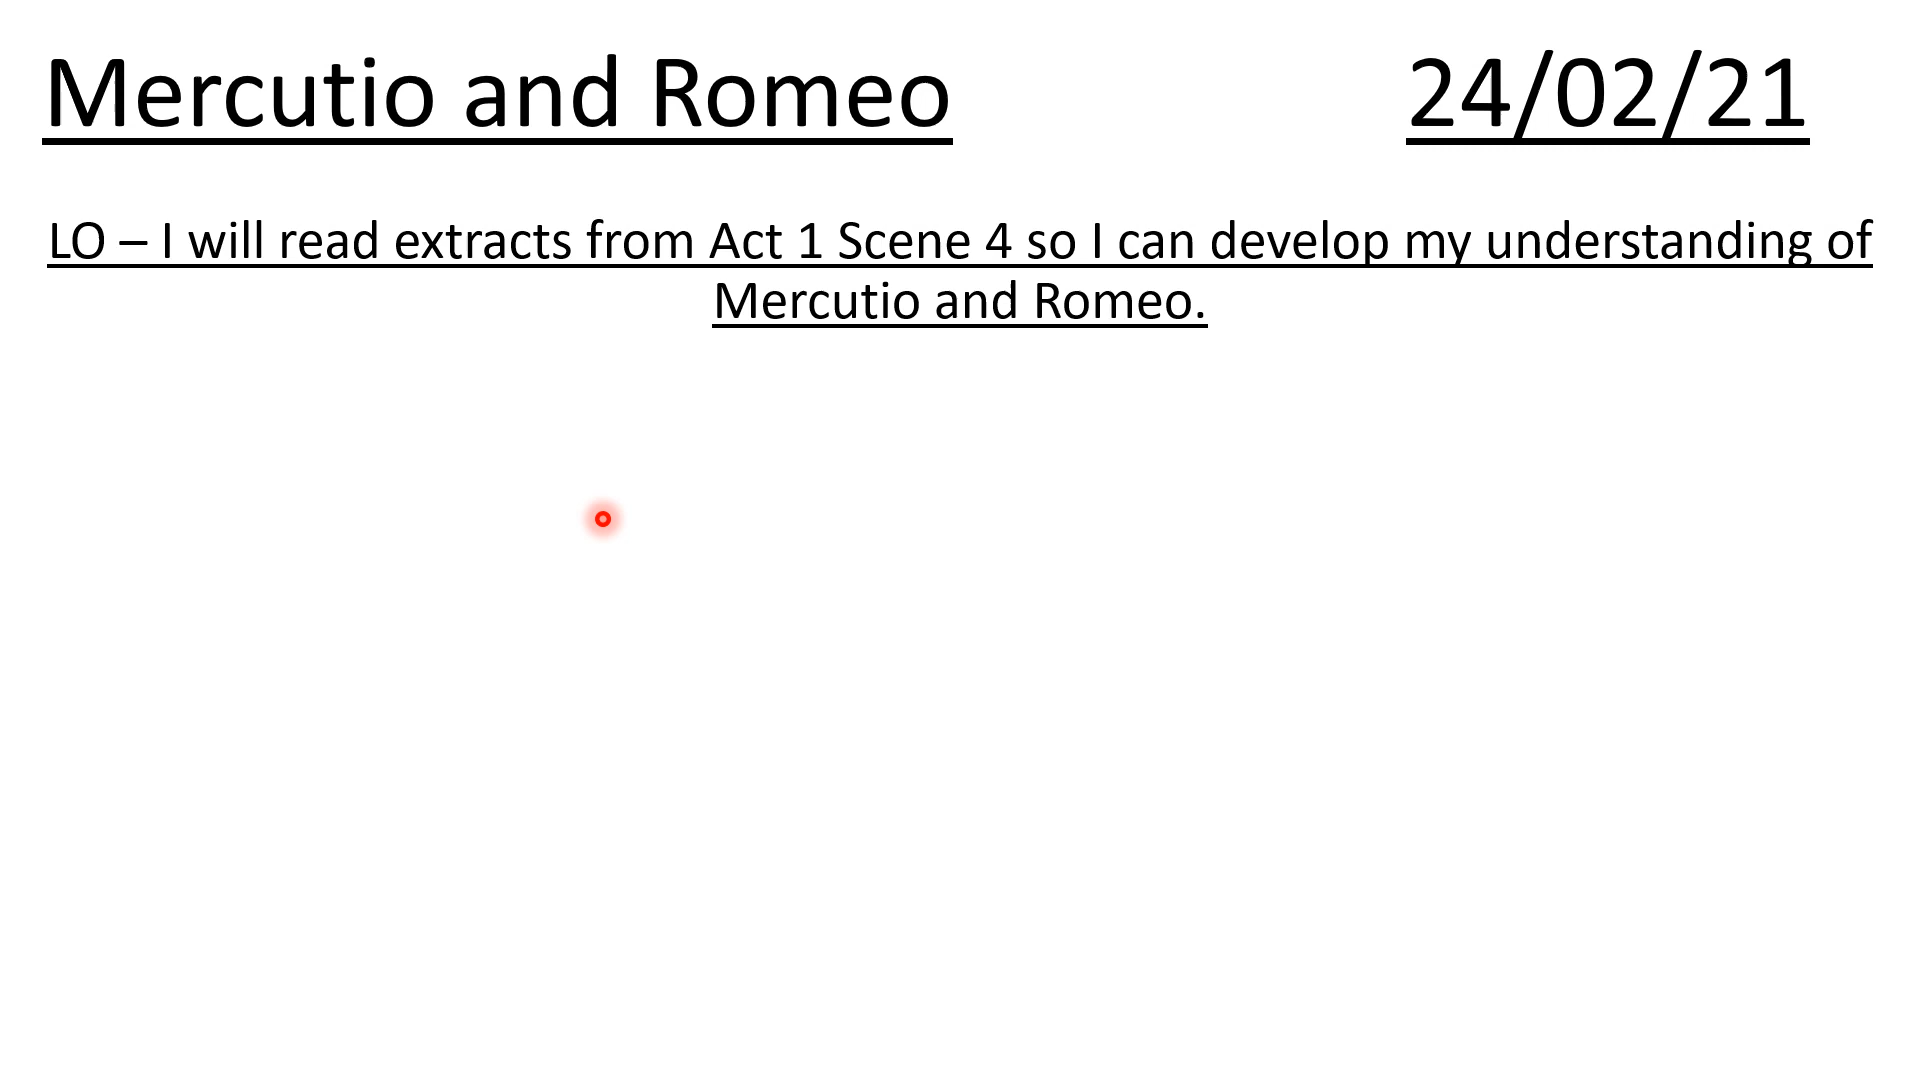 Mercutio and Romeo 24/02/21
LO – I will read extracts from Act 1 Scene 4 so I can develop my understanding of
Mercutio and Romeo.